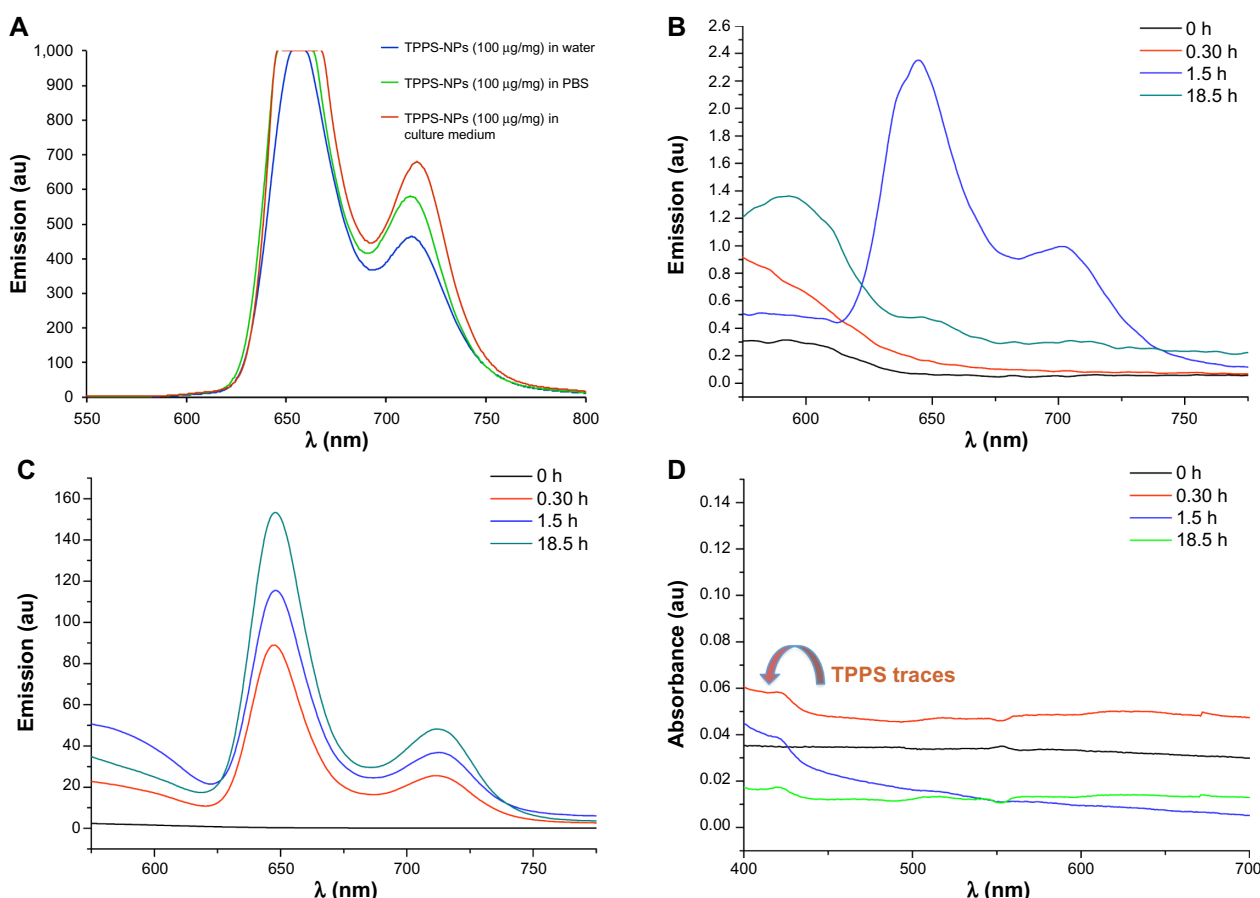 A
1,000
900
800
700
600
500
400
300
200
100
0
Emission (au)
550
600
650
700
750
800
λ (nm)
TPPS-NPs (100 μg/mg) in water
TPPS-NPs (100 μg/mg) in PBS
TPPS-NPs (100 μg/mg) in
culture medium
B
2.6
2.4
2.2
2.0
1.8
1.6
1.4
1.2
1.0
0.8
0.6
0.4
0.2
0.0
Emission (au)
600
650
700
750
λ (nm)
0 h
0.30 h
1.5 h
18.5 h
C
160
140
120
100
80
60
40
20
0
Emission (au)
600
650
700
750
λ (nm)
0 h
0.30 h
1.5 h
18.5 h
D
0.14
0.12
0.10
0.08
0.06
0.04
0.02
0.00
Absorbance (au)
400
500
600
700
λ (nm)
0 h
0.30 h
1.5 h
18.5 h
TPPS traces